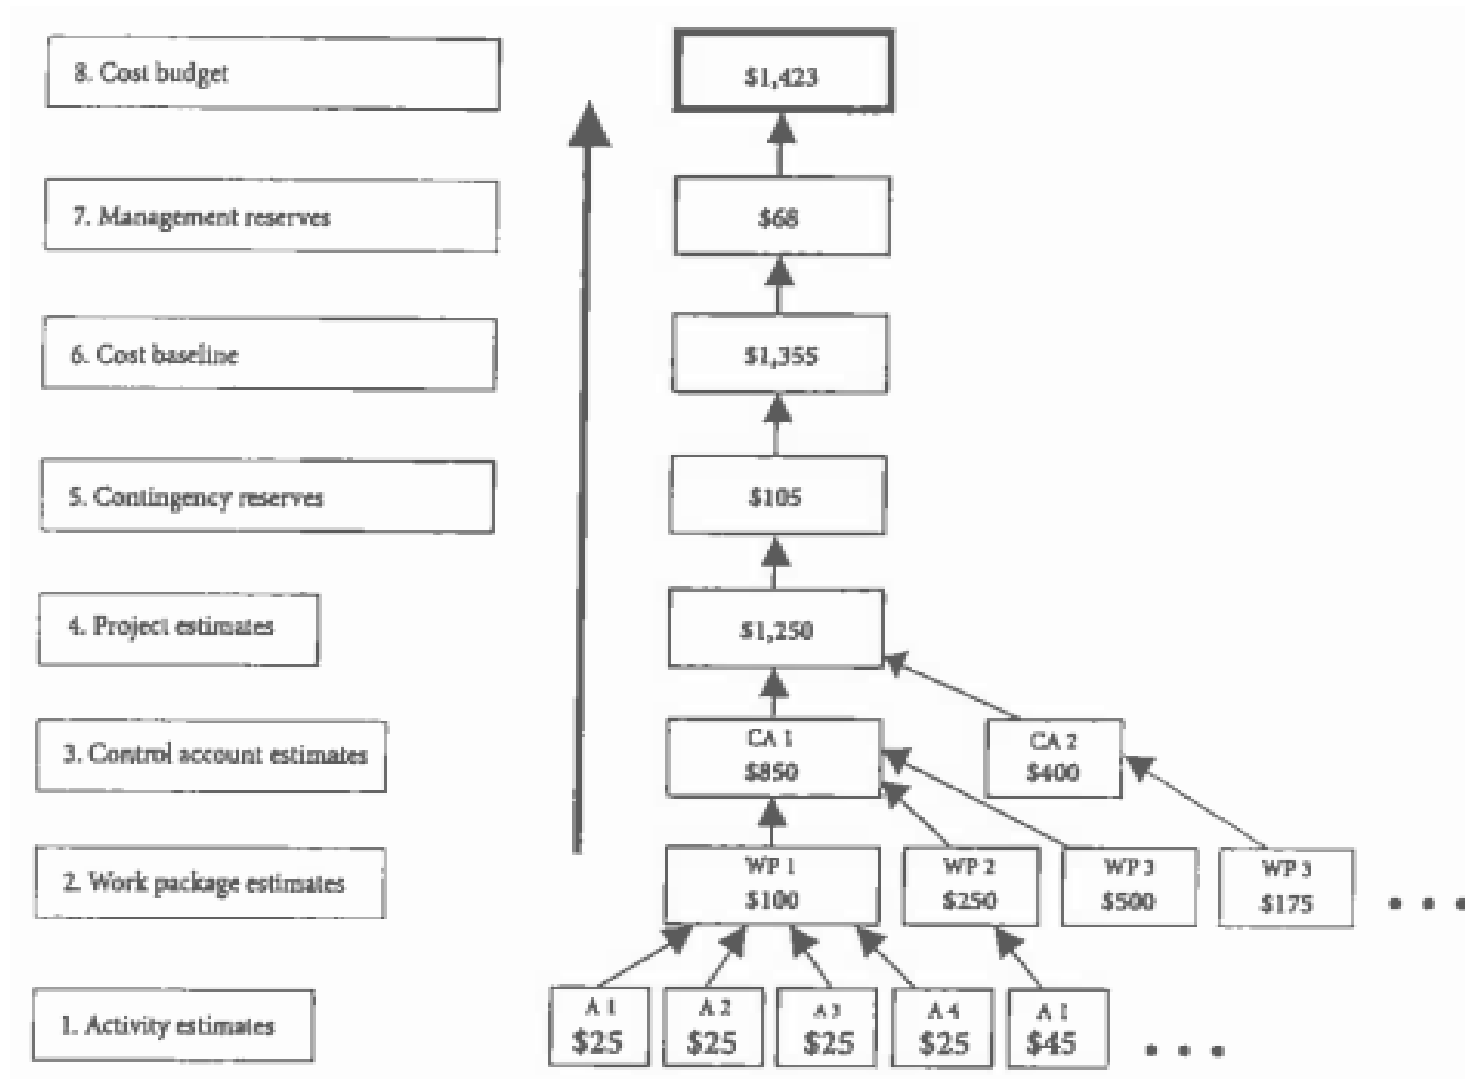 8. Cost budget
$1,423
7. Management reserves
$68
6. Cost baseline
$1,355
5. Contingency reserves
$105
4. Project estimates
$1,250
3. Control account estimates
CA 1
$850
CA 2
$400
2. Work package estimates
WP 1
$100
WP 2
$250
WP 3
$500
WP 3
$175
1. Activity estimates
A 1
$25
A 2
$25
A 3
$25
A 4
$25
A 1
$45